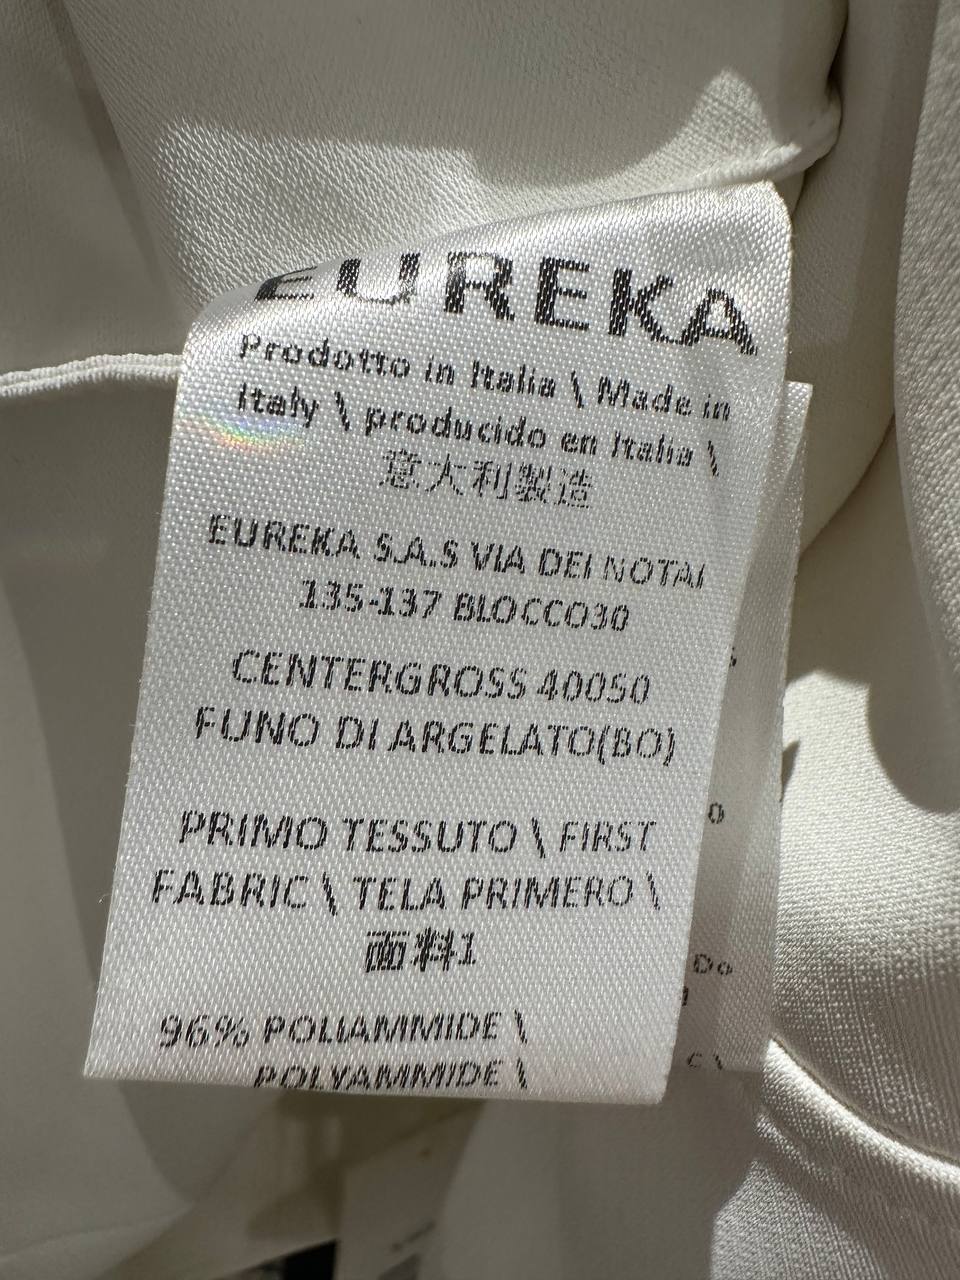 EUREKA
Prodotto in Italia \ Made in
Italy \ producido en Italia \
意大利製造
EUREKA S.A.S VIA DEI NOTAI
135-137 BLOCCO30
CENTERGROSS 40050
FUNO DI ARGELATO(BO)
PRIMO TESSUTO \ FIRST
FABRIC \ TELA PRIMERO \
面料1
96% POLIAMMIDE \
POLYAMMIDE \